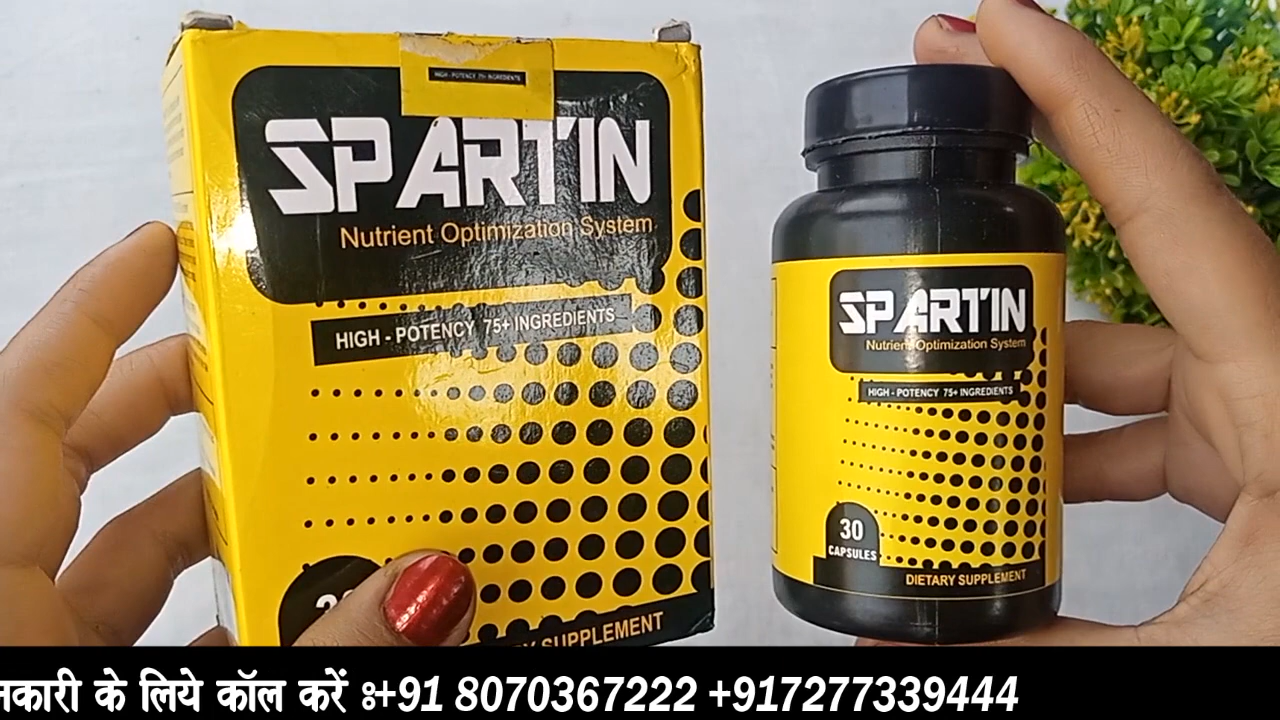 HIGH - POTENCY 75+ INGREDIENTS
SPARTIN
Nutrient Optimization System
HIGH - POTENCY 75+ INGREDIENTS
SUPPLEMENT
SPARTIN
Nutrient Optimization System
HIGH - POTENCY 75+ INGREDIENTS
30
CAPSULES
DIETARY SUPPLEMENT
के लिये कॉल करें ः+91 8070367222 +917277339444